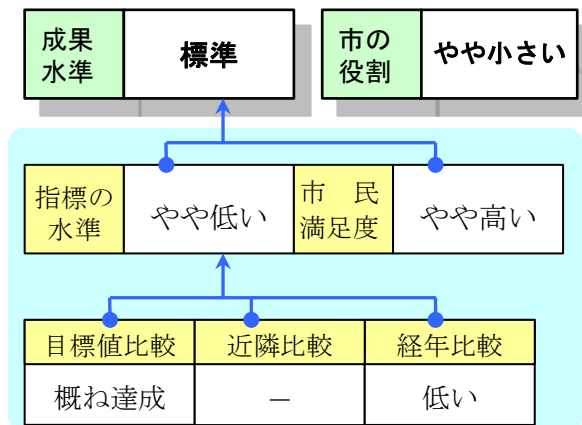 成果
水準
標準
市の
役割
やや小さい
指標の
水準
やや低い
市　民
満足度
やや高い
目標値比較
近隣比較
経年比較
概ね達成
－
低い